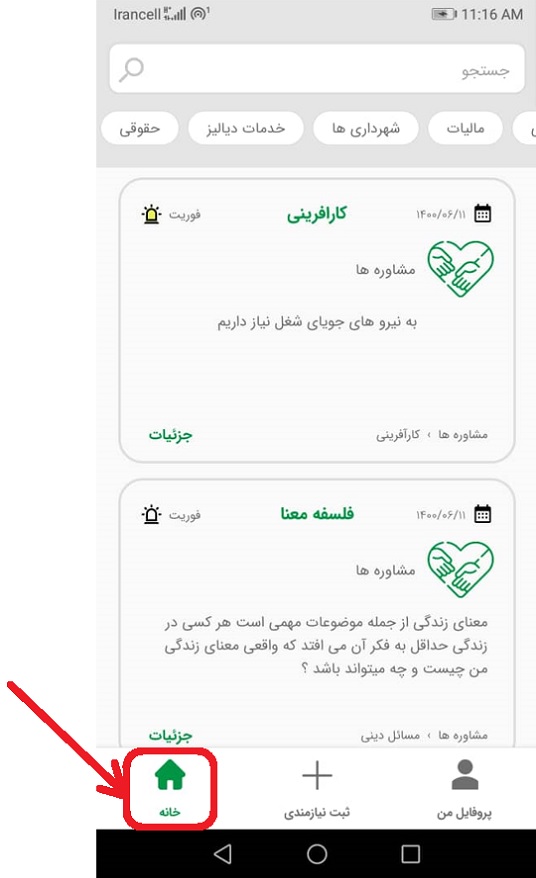 Irancell 11:16 AM
جستجو
مالیات شهرداری ها خدمات دیالیز حقوقی
۱۴۰۰/۰۶/۱۱ کارافرینی فوریت
مشاوره ها
به نیرو های جویای شغل نیاز داریم
مشاوره ها › کارآفرینی جزئیات
۱۴۰۰/۰۶/۱۱ فلسفه معنا فوریت
مشاوره ها
معنای زندگی از جمله موضوعات مهمی است هر کسی در
زندگی حداقل به فکر آن می افتد که واقعی معنای زندگی
من چیست و چه میتواند باشد ؟
مشاوره ها › مسائل دینی جزئیات
پروفایل من ثبت نیازمندی خانه